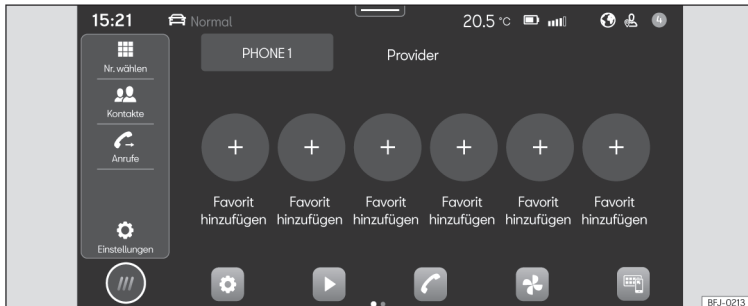 15:21
Normal
20.5 °C
4
Nr. wählen
Kontakte
Anrufe
Einstellungen
PHONE 1
Provider
Favorit
hinzufügen
Favorit
hinzufügen
Favorit
hinzufügen
Favorit
hinzufügen
Favorit
hinzufügen
Favorit
hinzufügen
BFJ-0213